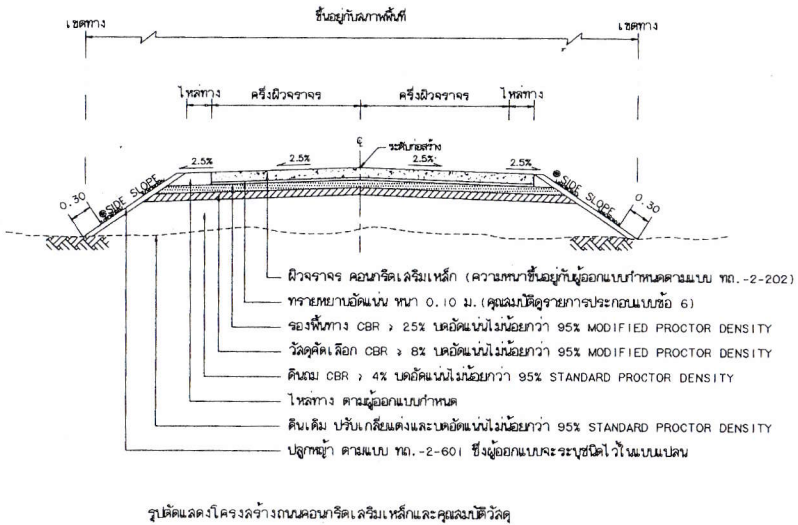 ขึ้นอยู่กับสภาพพื้นที่
เขตทาง
เขตทาง
ไหล่ทาง
ครึ่งผิวจราจร
ครึ่งผิวจราจร
ไหล่ทาง
ระดับก่อสร้าง
2.5%
2.5%
2.5%
2.5%
0.30
SIDE SLOPE
SIDE SLOPE
0.30
ผิวจราจร คอนกรีตเสริมเหล็ก (ความหนาขึ้นอยู่กับผู้ออกแบบกำหนดตามแบบ ทถ.-2-202)
ทรายหยาบอัดแน่น หนา 0.10 ม. (คุณสมบัติดูรายการประกอบแบบข้อ 6)
รองพื้นทาง CBR ≥ 25% บดอัดแน่นไม่น้อยกว่า 95% MODIFIED PROCTOR DENSITY
วัสดุคัดเลือก CBR ≥ 8% บดอัดแน่นไม่น้อยกว่า 95% MODIFIED PROCTOR DENSITY
ดินถม CBR ≥ 4% บดอัดแน่นไม่น้อยกว่า 95% STANDARD PROCTOR DENSITY
ไหล่ทาง ตามผู้ออกแบบกำหนด
ดินเดิม ปรับเกลี่ยแต่งและบดอัดแน่นไม่น้อยกว่า 95% STANDARD PROCTOR DENSITY
ปลูกหญ้า ตามแบบ ทถ.-2-601 ซึ่งผู้ออกแบบจะระบุชนิดไว้ในแบบแปลน
รูปตัดแสดงโครงสร้างถนนคอนกรีตเสริมเหล็กและคุณสมบัติวัสดุ